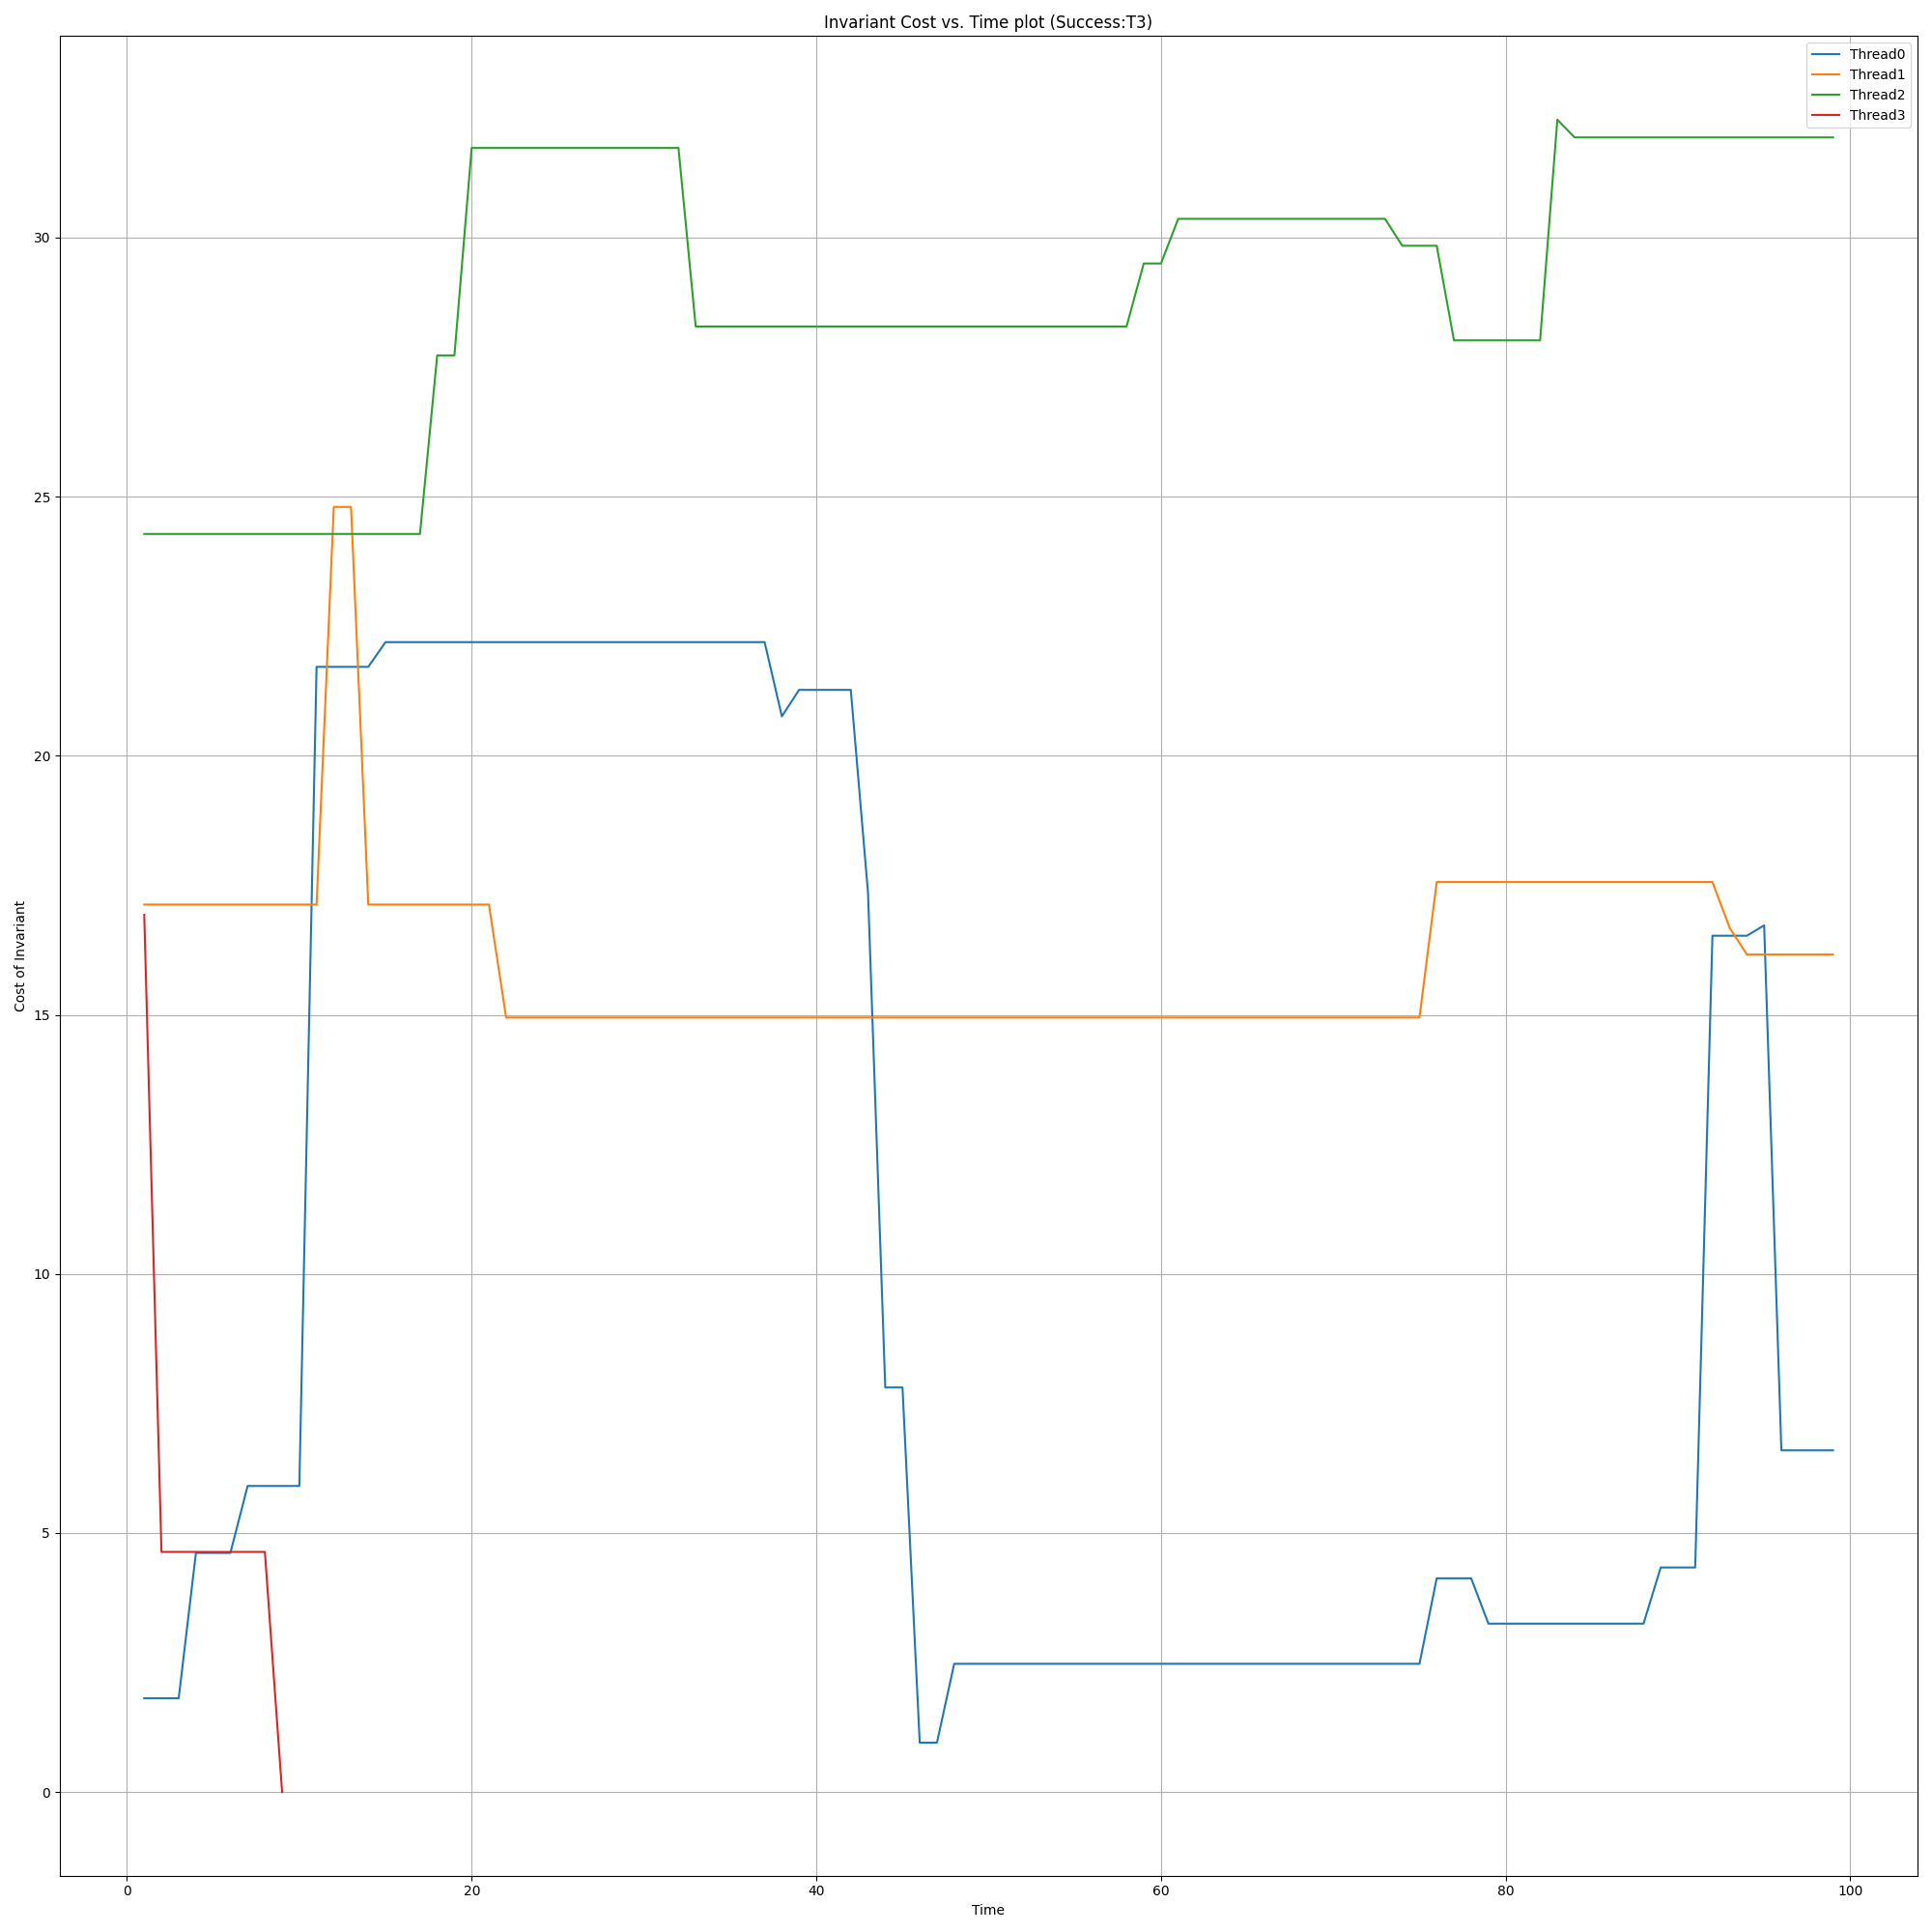 Invariant Cost vs. Time plot (Success:T3)
Thread0
Thread1
Thread2
Thread3
30
25
20
15
10
5
0
Cost of Invariant
0 20 40 60 80 100
Time